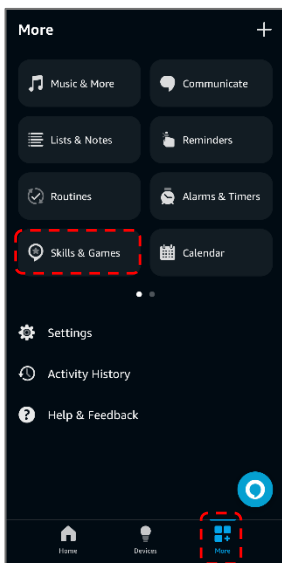 More
Music & More
Communicate
Lists & Notes
Reminders
Routines
Alarms & Timers
Skills & Games
Calendar
Settings
Activity History
Help & Feedback
Home
Devices
More